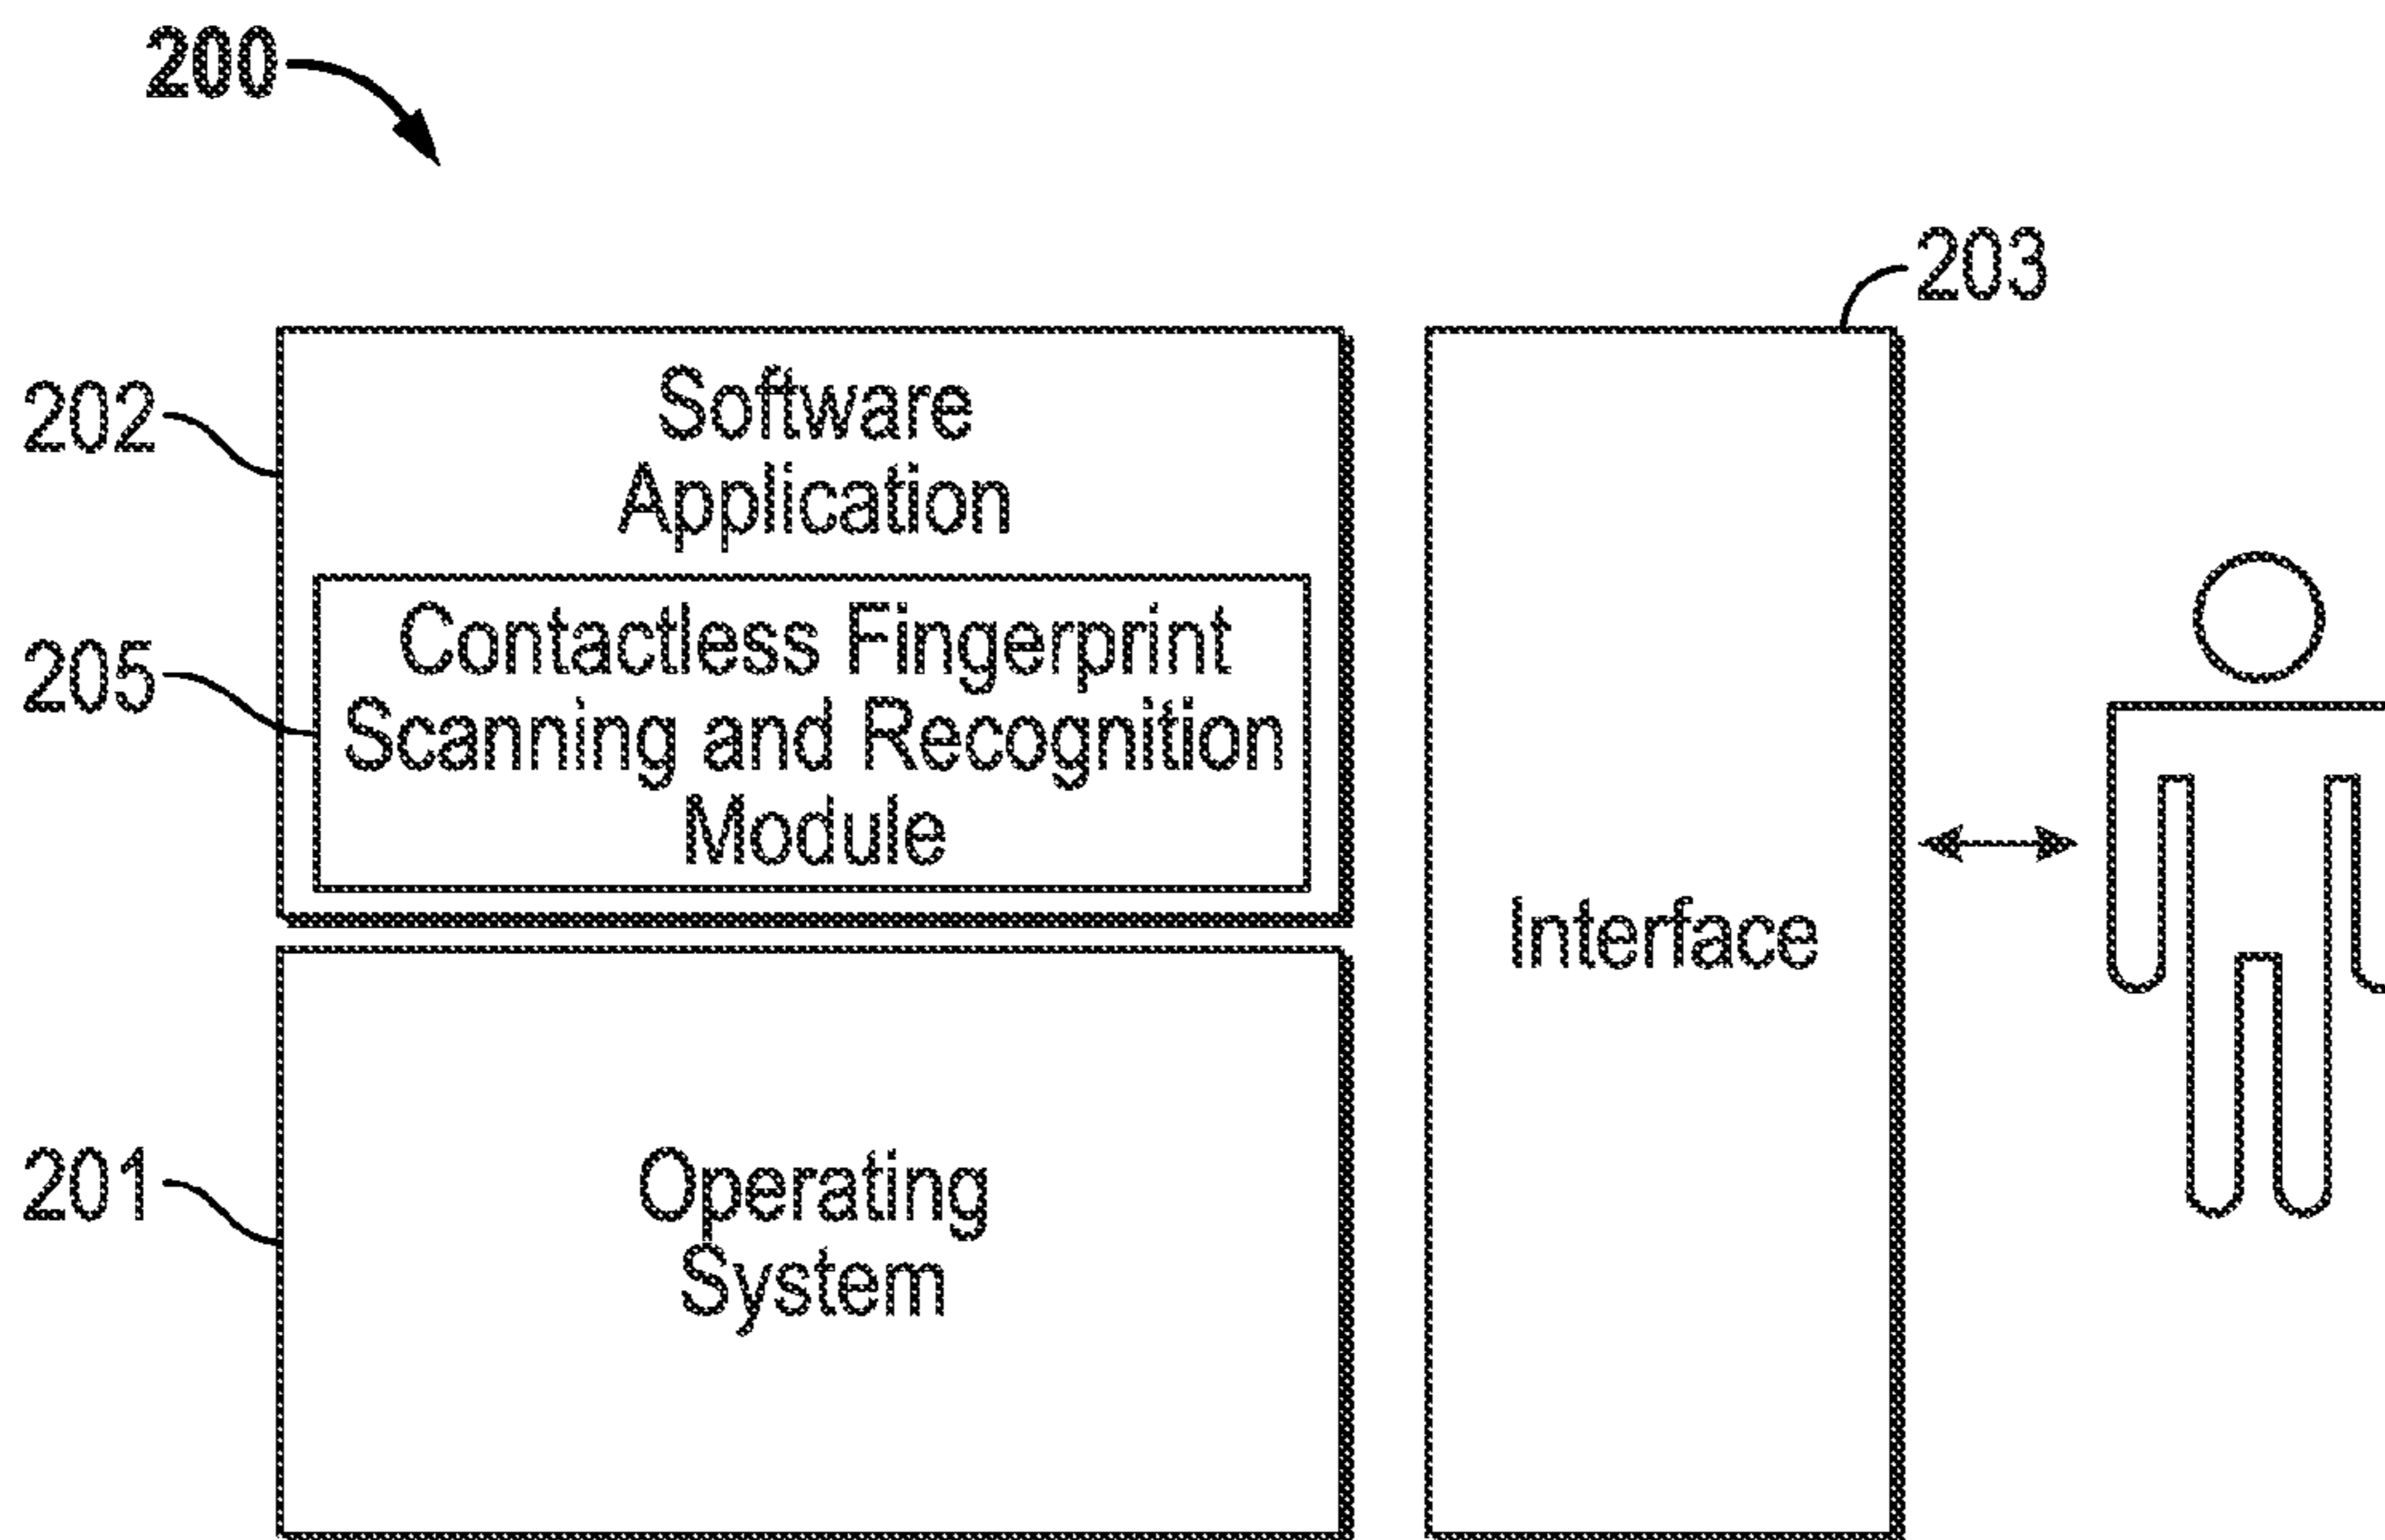 200
203
202
Software
Application
205
Contactless Fingerprint
Scanning and Recognition
Module
Interface
201
Operating
System